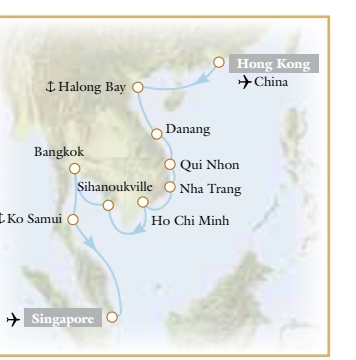 Hong Kong
China
Halong Bay
Danang
Bangkok
Qui Nhon
Sihanoukville
Nha Trang
Ko Samui
Ho Chi Minh
Singapore